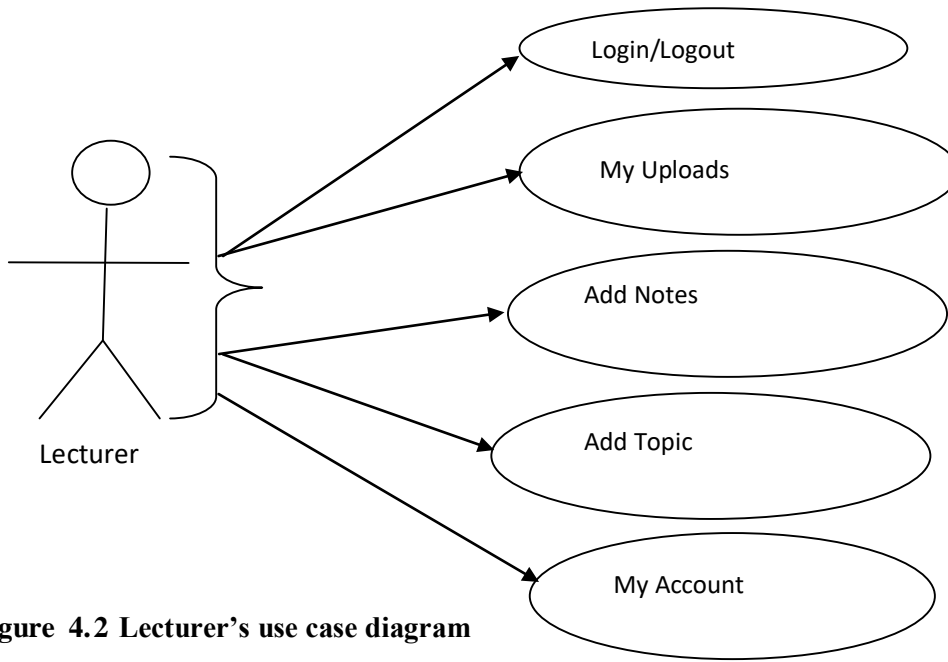 Login/Logout
My Uploads
Add Notes
Add Topic
Lecturer
My Account
gure 4.2 Lecturer’s use case diagram